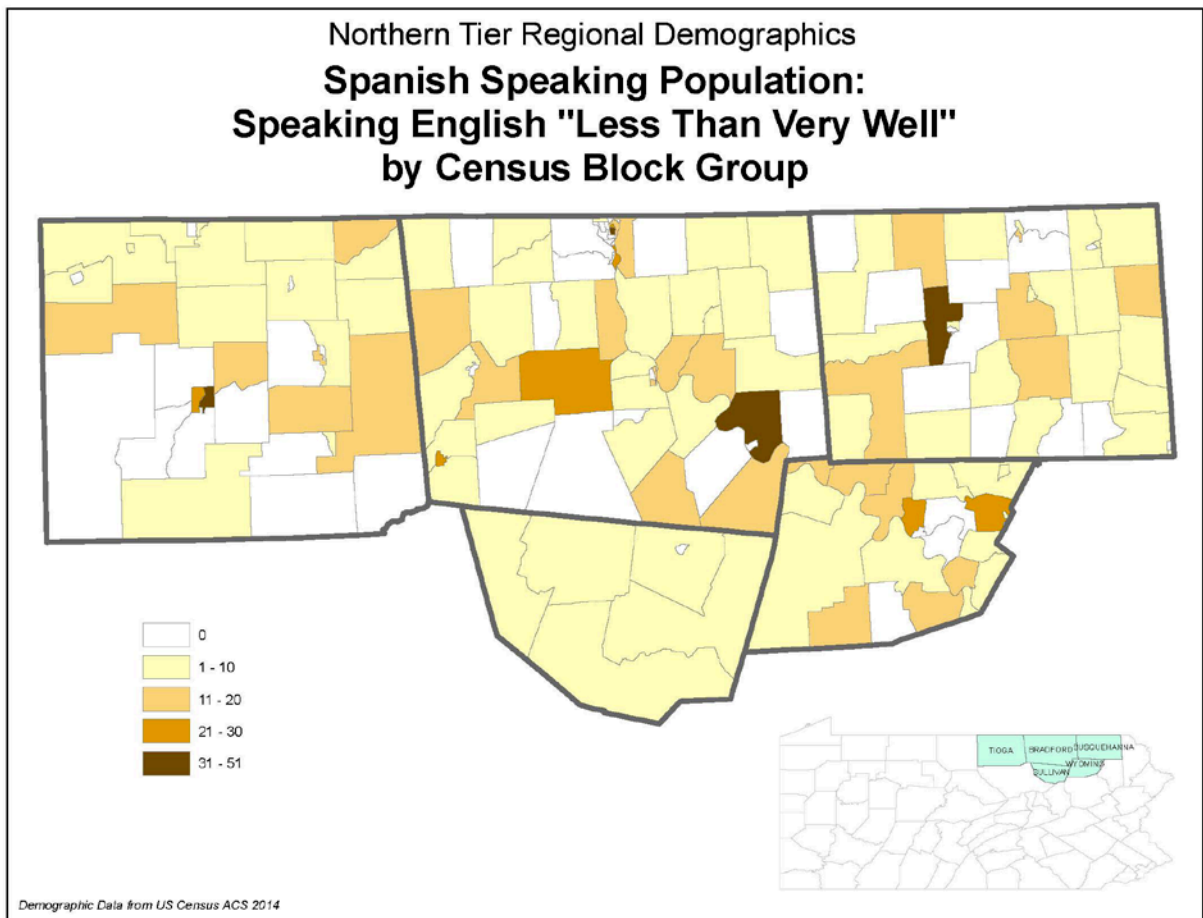 Northern Tier Regional Demographics
Spanish Speaking Population:
Speaking English "Less Than Very Well"
by Census Block Group
0
1 - 10
11 - 20
21 - 30
31 - 51
TIOGA
BRADFORD
SUSQUEHANNA
WYOMING
SULLIVAN
Demographic Data from US Census ACS 2014